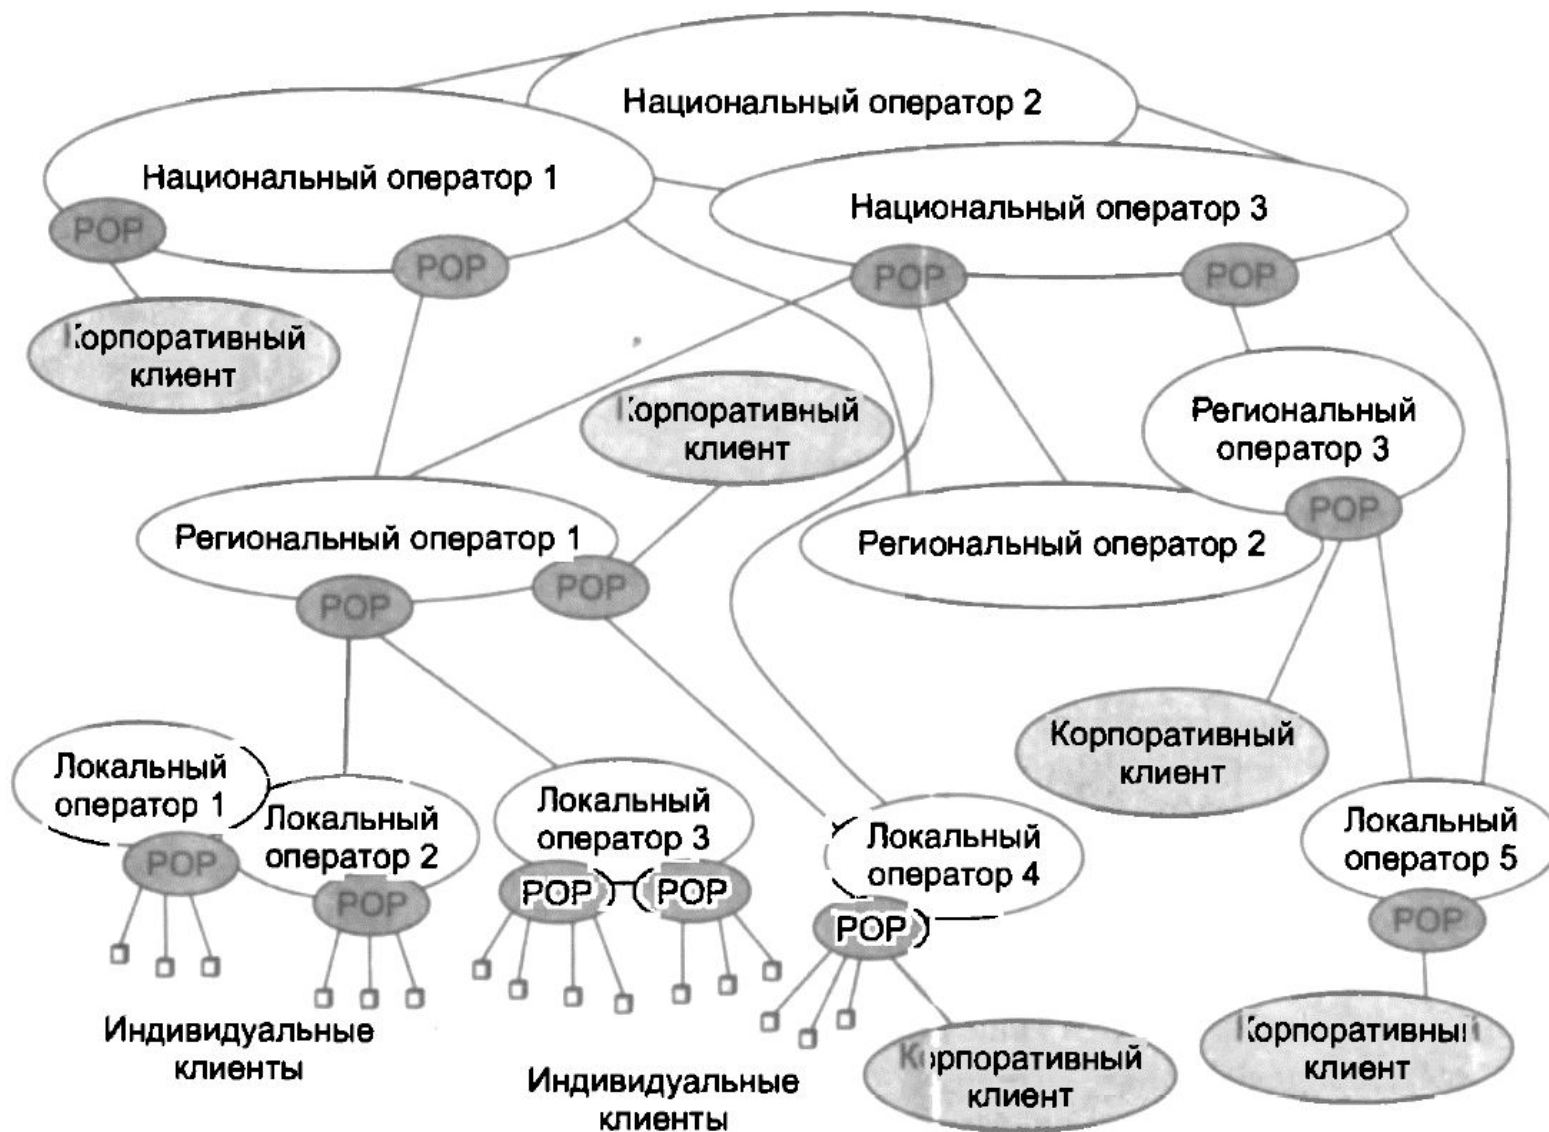 Национальный оператор 2
Национальный оператор 1
Национальный оператор 3
POP
POP
POP
POP
Корпоративный
клиент
Корпоративный
клиент
Региональный
оператор 3
POP
Региональный оператор 1
Региональный оператор 2
POP
POP
Корпоративный
клиент
Локальный
оператор 1
Локальный
оператор 2
Локальный
оператор 3
Локальный
оператор 4
Локальный
оператор 5
POP
POP
POP
POP
POP
POP
Индивидуальные
клиенты
Индивидуальные
клиенты
Корпоративный
клиент
Корпоративный
клиент